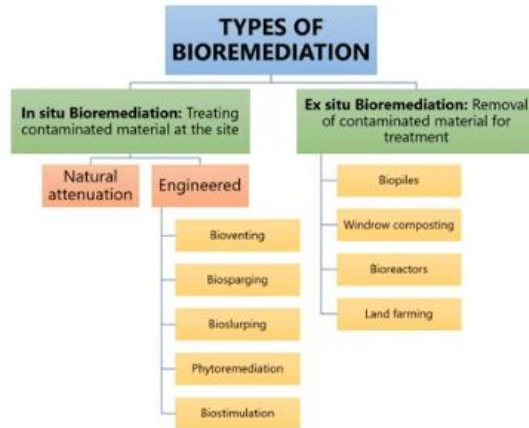 TYPES OF
BIOREMEDIATION
In situ Bioremediation: Treating
contaminated material at the site
Natural
attenuation
Engineered
Bioventing
Biosparging
Bioslurping
Phytoremediation
Biostimulation
Ex situ Bioremediation: Removal
of contaminated material for
treatment
Biopiles
Windrow composting
Bioreactors
Land farming